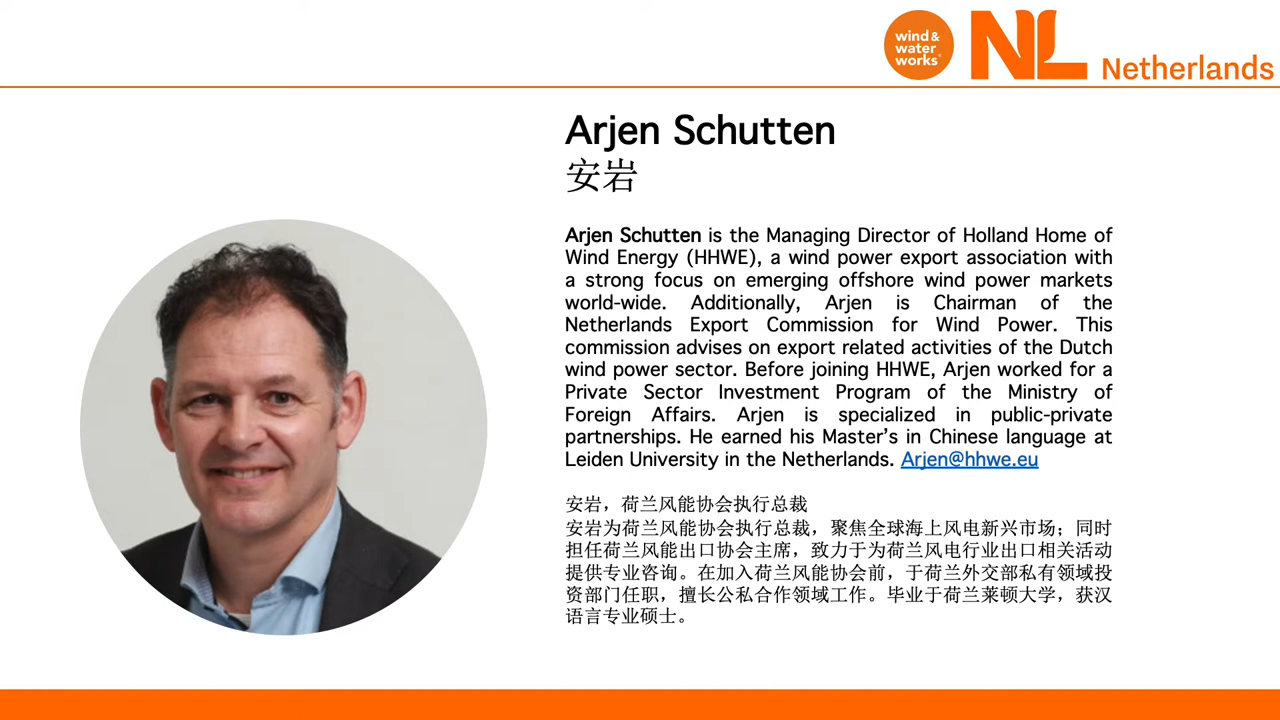 wind &
water
works
NL Netherlands
Arjen Schutten
安岩
Arjen Schutten is the Managing Director of Holland Home of
Wind Energy (HHWE), a wind power export association with
a strong focus on emerging offshore wind power markets
world-wide. Additionally, Arjen is Chairman of the
Netherlands Export Commission for Wind Power. This
commission advises on export related activities of the Dutch
wind power sector. Before joining HHWE, Arjen worked for a
Private Sector Investment Program of the Ministry of
Foreign Affairs. Arjen is specialized in public-private
partnerships. He earned his Master’s in Chinese language at
Leiden University in the Netherlands. Arjen@hhwe.eu
安岩，荷兰风能协会执行总裁
安岩为荷兰风能协会执行总裁，聚焦全球海上风电新兴市场；同时
担任荷兰风能出口协会主席，致力于为荷兰风电行业出口相关活动
提供专业咨询。在加入荷兰风能协会前，于荷兰外交部私有领域投
资部门任职，擅长公私合作领域工作。毕业于荷兰莱顿大学，获汉
语言专业硕士。